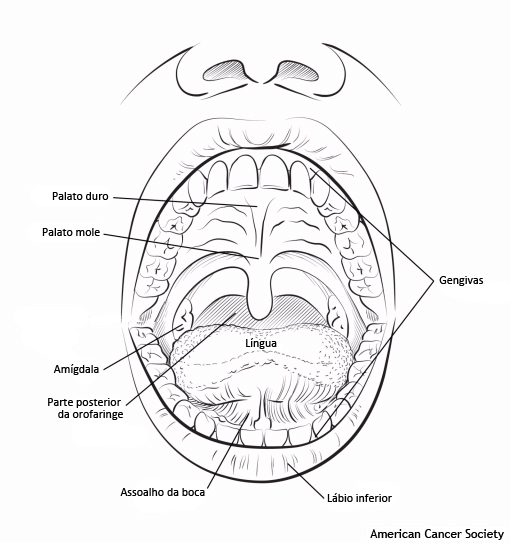 Palato duro
Palato mole
Gengivas
Língua
Amígdala
Parte posterior
da orofaringe
Assoalho da boca
Lábio inferior
American Cancer Society